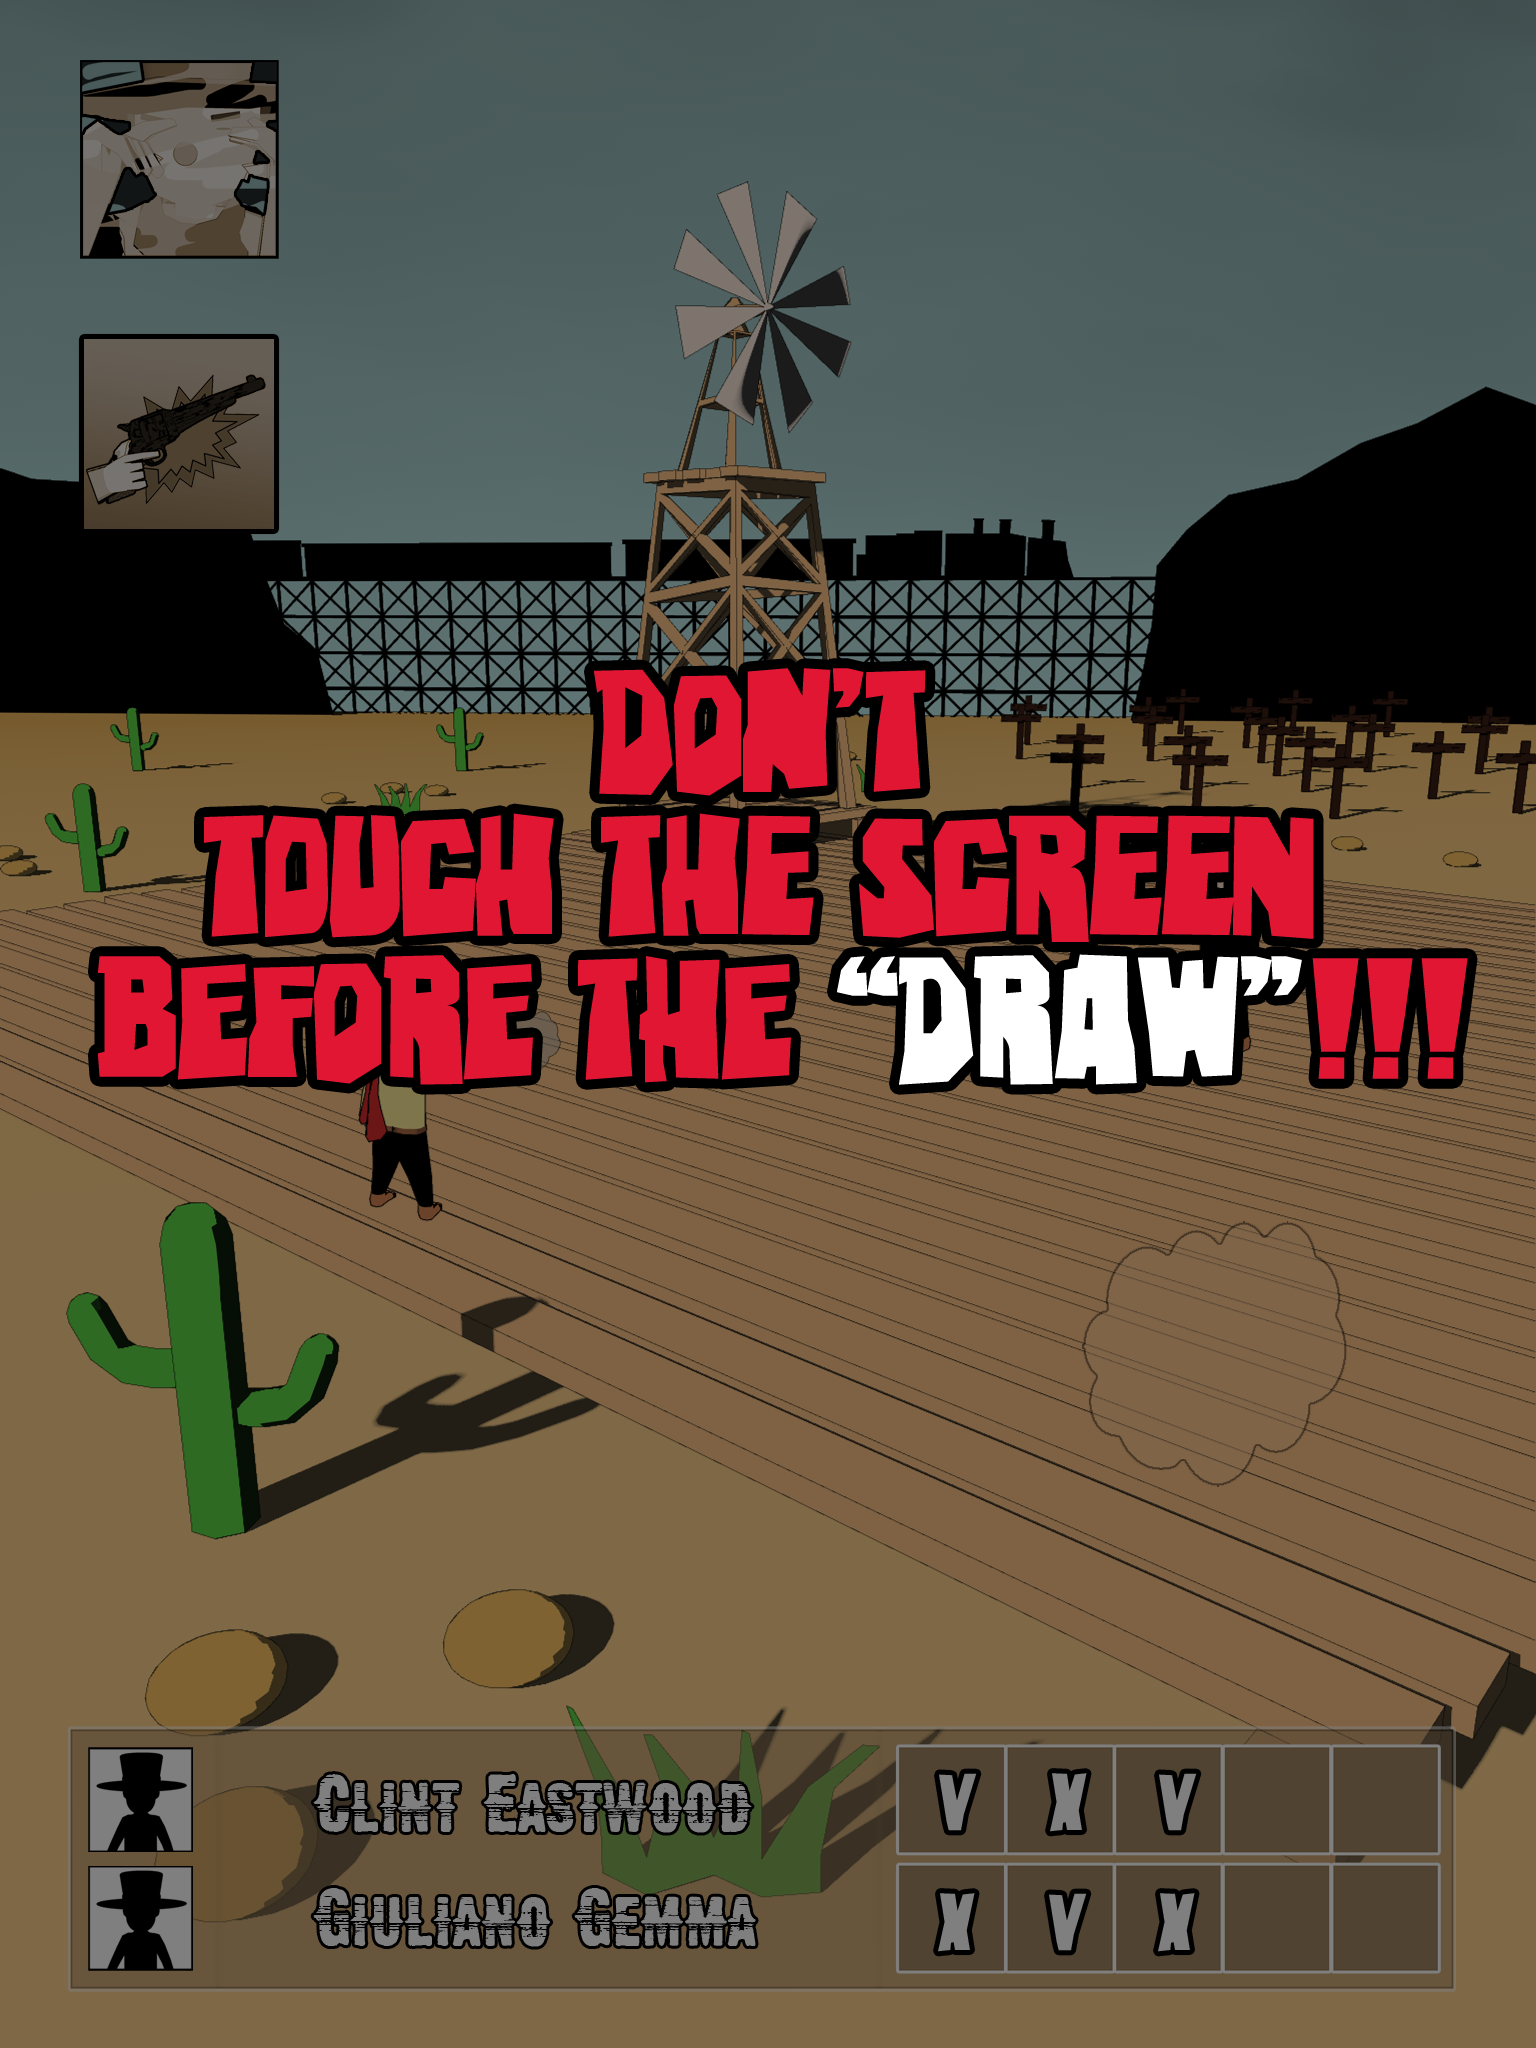 DON'T
TOUCH THE SCREEN
BEFORE THE “DRAW”!!!
CLINT EASTWOOD V X V
GIULIANO GEMMA X V X